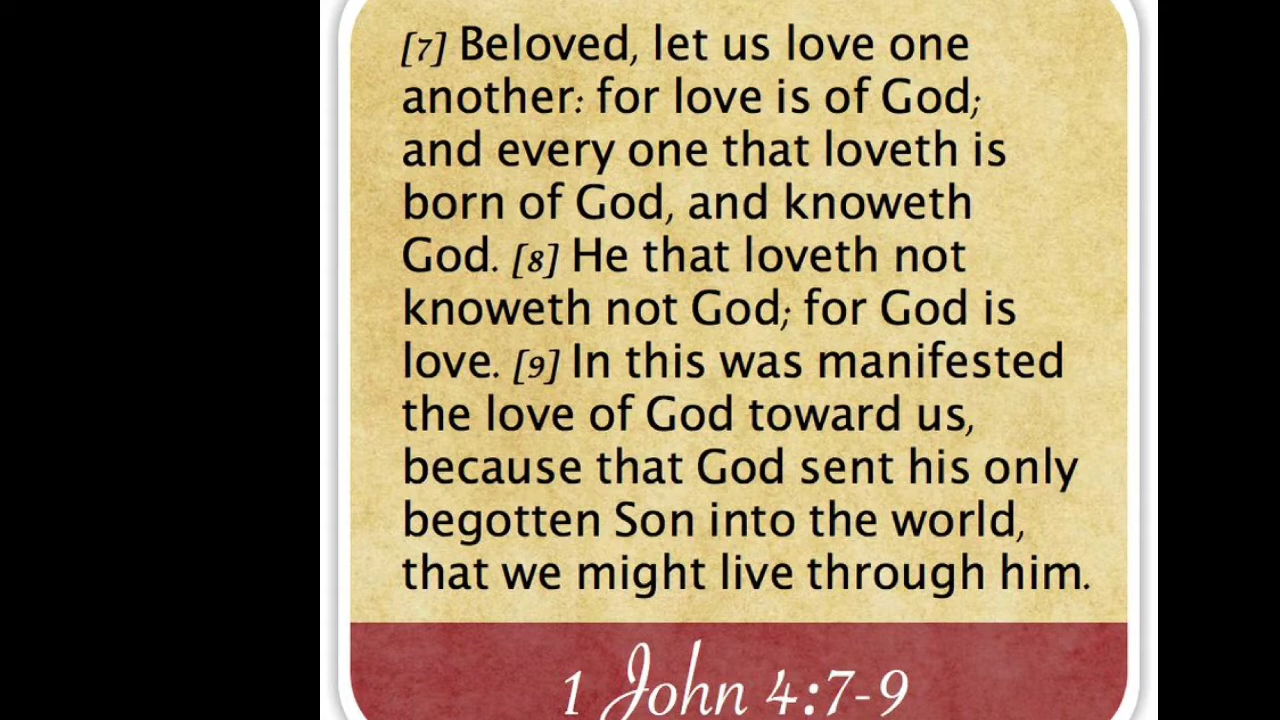 [7] Beloved, let us love one
another: for love is of God;
and every one that loveth is
born of God, and knoweth
God. [8] He that loveth not
knoweth not God; for God is
love. [9] In this was manifested
the love of God toward us,
because that God sent his only
begotten Son into the world,
that we might live through him.
1 John 4:7-9